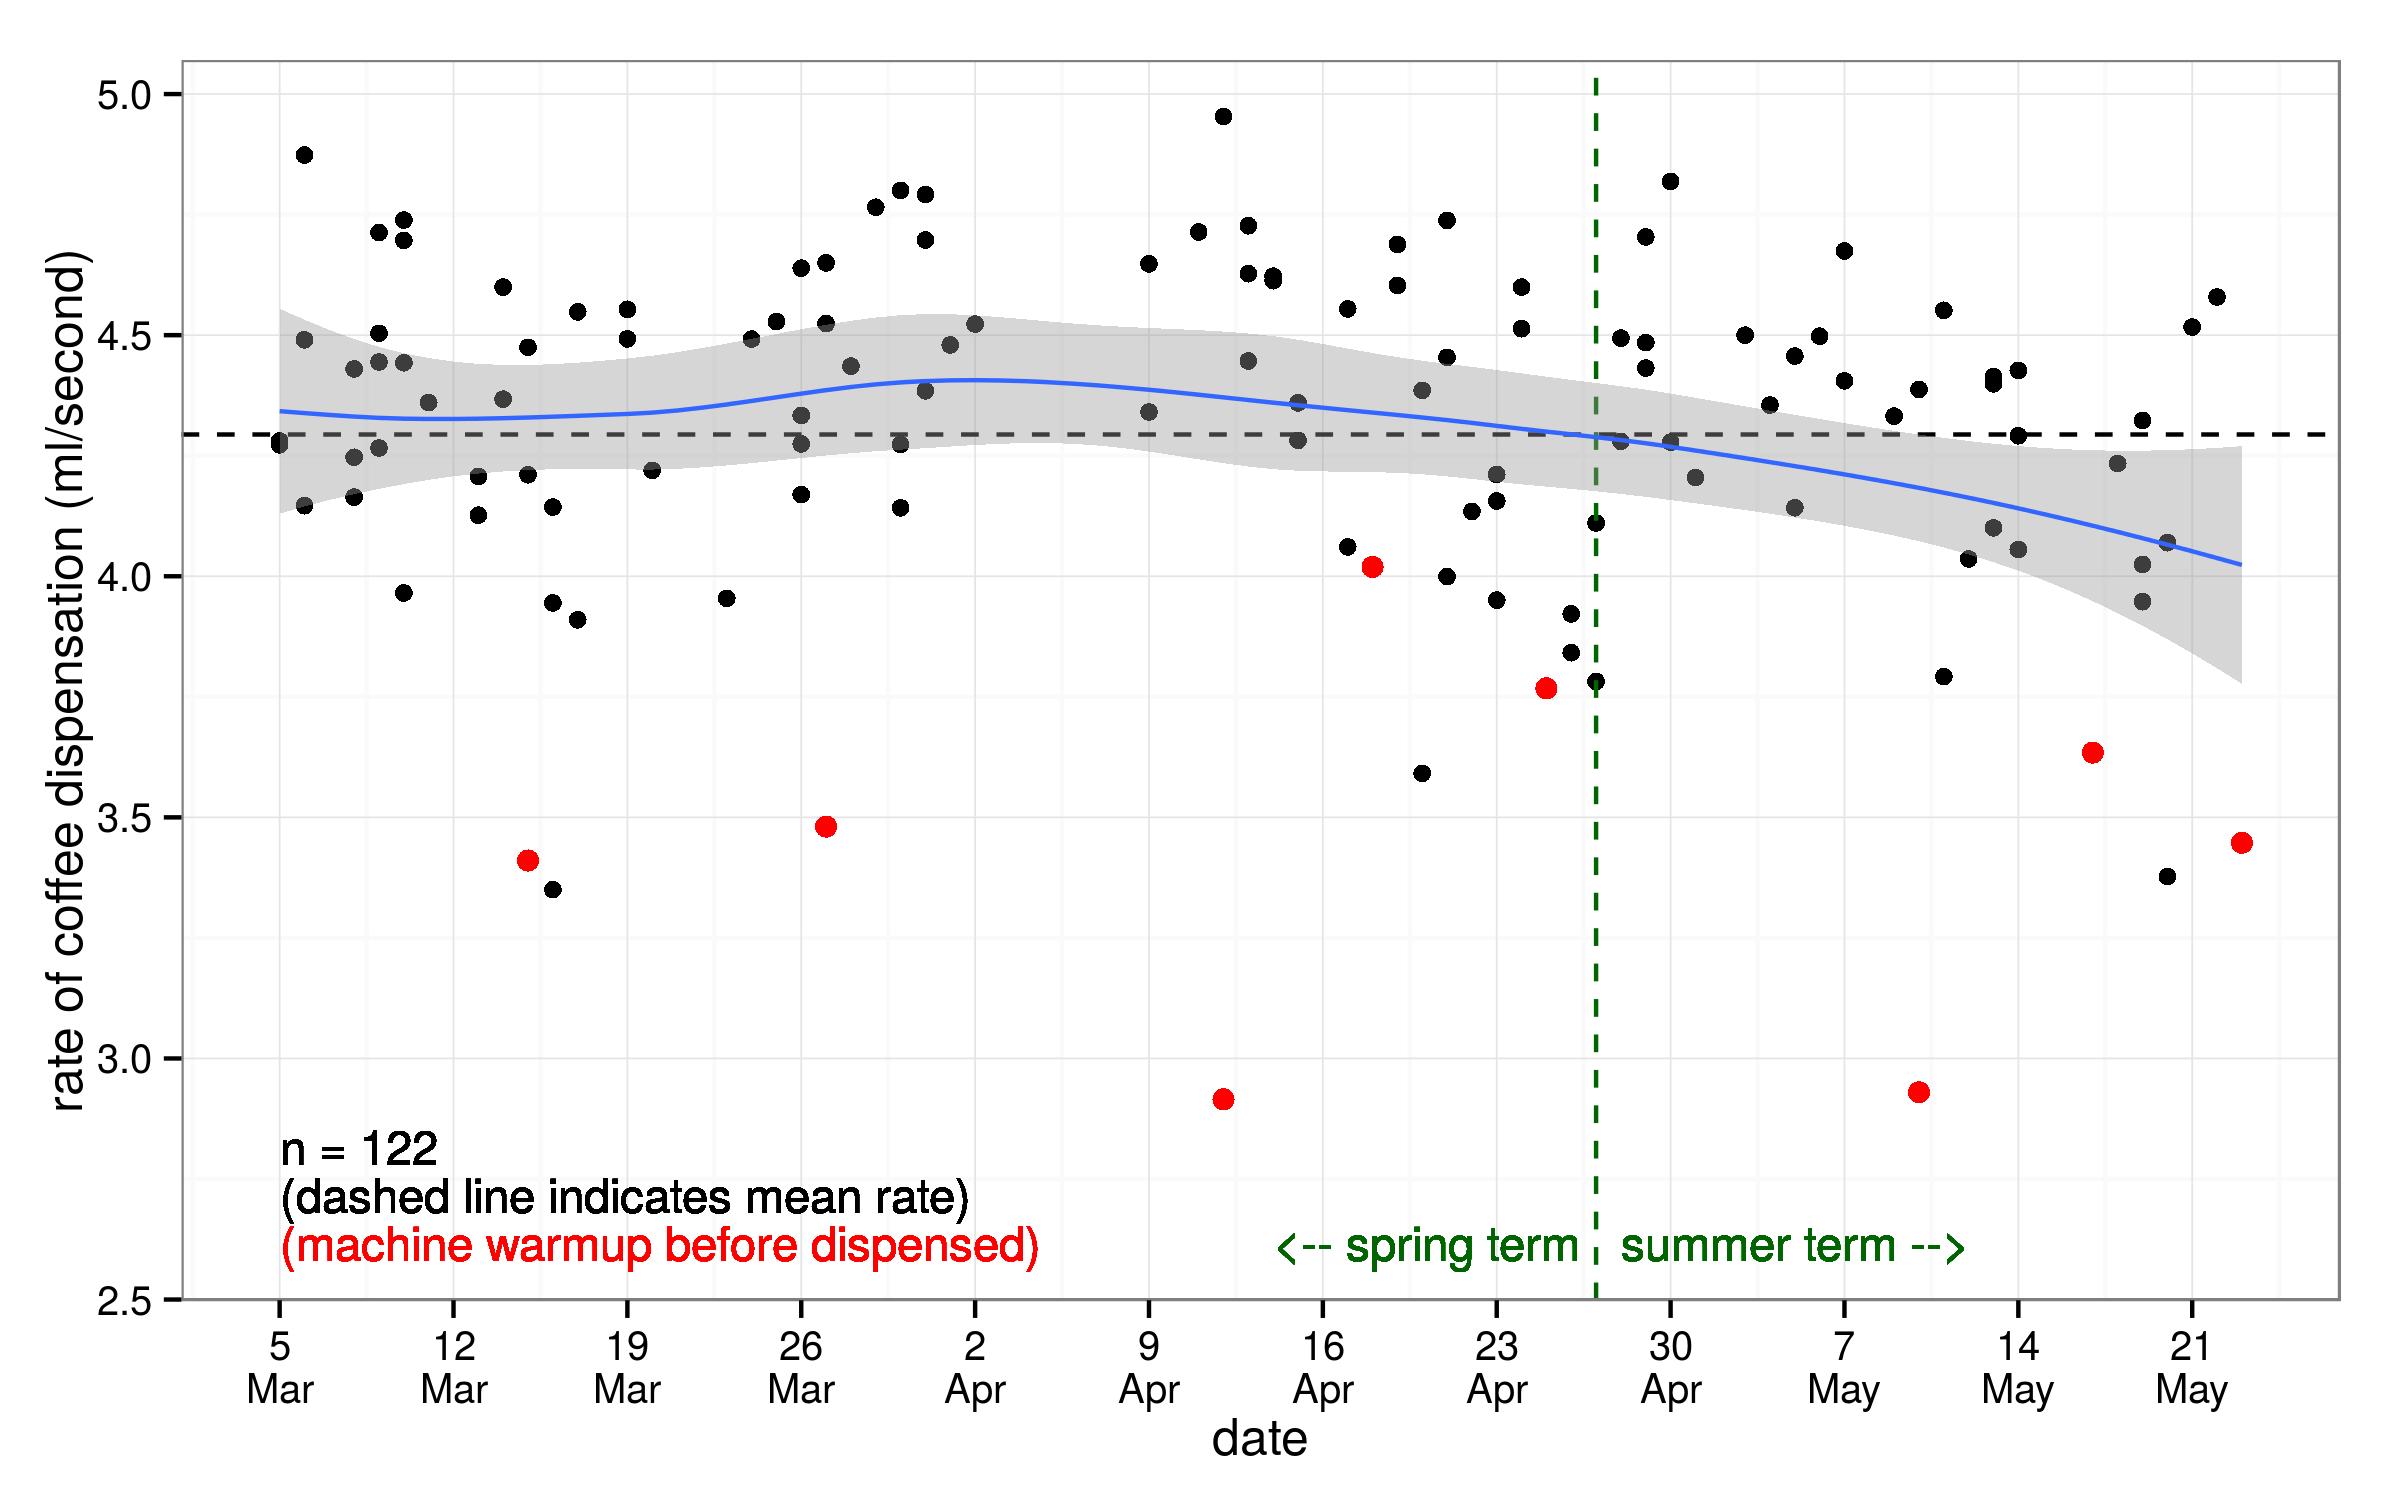 rate of coffee dispensation (ml/second)
5.0
4.5
4.0
3.5
3.0
2.5
n = 122
(dashed line indicates mean rate)
(machine warmup before dispensed)
<-- spring term
summer term -->
5 Mar
12 Mar
19 Mar
26 Mar
2 Apr
9 Apr
16 Apr
23 Apr
30 Apr
7 May
14 May
21 May
date